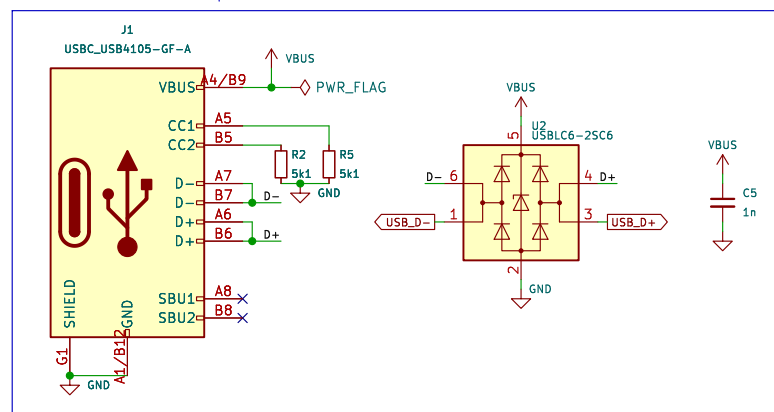 J1
USBC_USB4105-GF-A
VBUS
A4/B9
VBUS
PWR_FLAG
CC1
A5
CC2
B5
R2
5k1
R5
5k1
GND
D-
A7
D-
B7
D-
D+
A6
D+
B6
D+
SBU1
A8
SBU2
B8
SHIELD
GND
G1
A1/B12
GND
VBUS
U2
USBLC6-2SC6
5
D-
6
4
D+
USB_D-
1
3
USB_D+
2
GND
VBUS
C5
1n